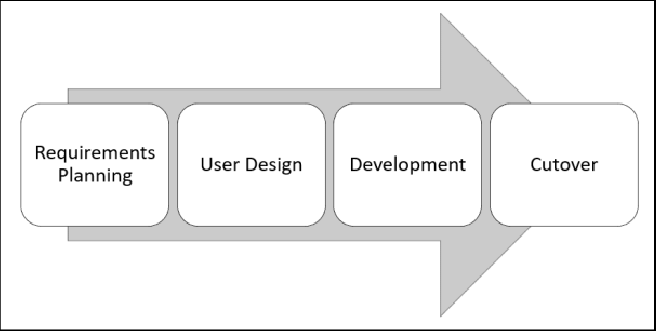 Requirements
Planning
User Design
Development
Cutover